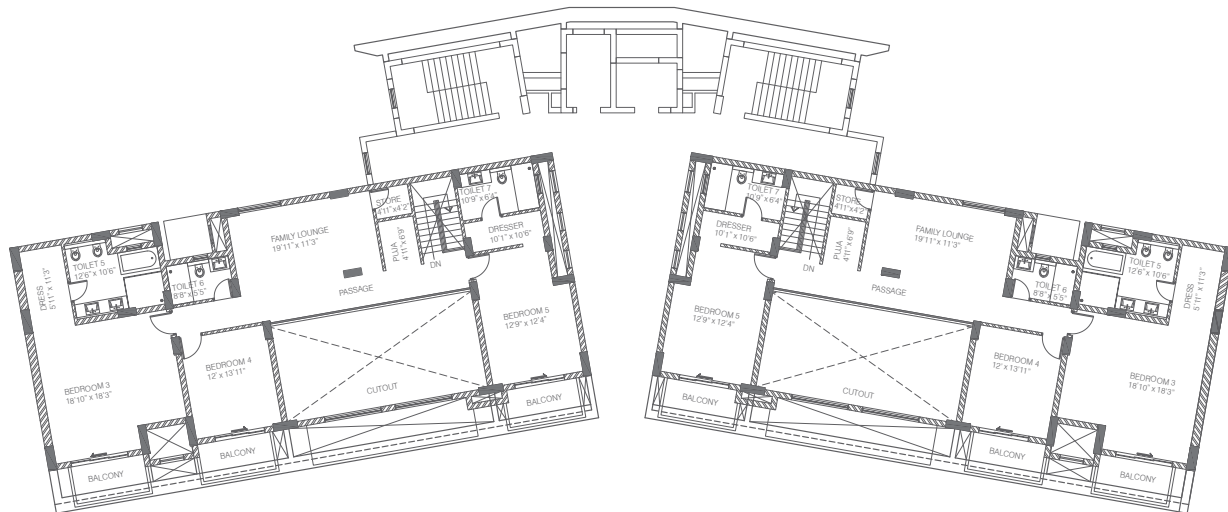 STORE
4'11"x4'2"
TOILET 7
10'9" x6'4"
FAMILY LOUNGE
19'11" x 11'3"
PUJA
4'11"x6'9"
DN
DRESSER
10'1" x 10'6"
DRESS
5'11" x 11'3"
TOILET 5
12'6" x 10'6"
TOILET 6
8'8" x 5'5"
PASSAGE
BEDROOM 5
12'9" x 12'4"
BEDROOM 4
12' x 13'11"
BEDROOM 3
18'10" x 18'3"
CUTOUT
BALCONY
BALCONY
BALCONY
TOILET 7
10'9" x6'4"
STORE
4'11"x4'2"
DRESSER
10'1" x 10'6"
DN
PUJA
4'11"x6'9"
FAMILY LOUNGE
19'11" x 11'3"
PASSAGE
TOILET 6
8'8" x 5'5"
TOILET 5
12'6" x 10'6"
DRESS
5'11" x 11'3"
BEDROOM 5
12'9" x 12'4"
BEDROOM 4
12' x 13'11"
BEDROOM 3
18'10" x 18'3"
CUTOUT
BALCONY
BALCONY
BALCONY